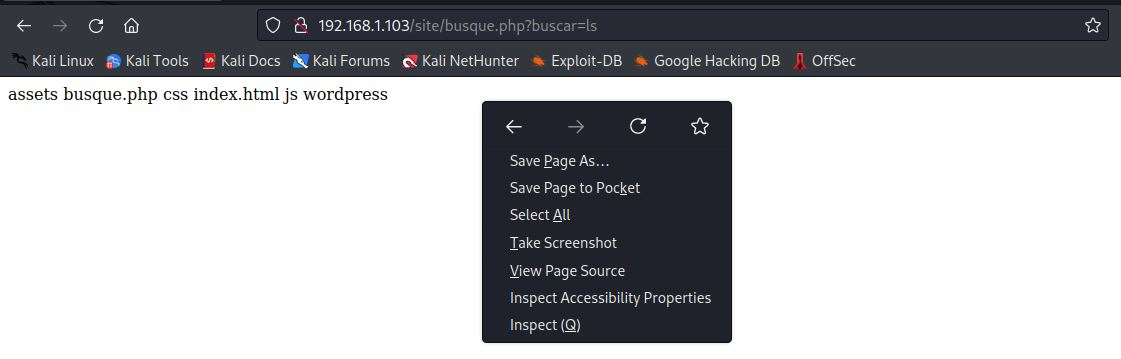 192.168.1.103/site/busque.php?buscar=ls
Kali Linux Kali Tools Kali Docs Kali Forums Kali NetHunter Exploit-DB Google Hacking DB OffSec
assets busque.php css index.html js wordpress
Save Page As…
Save Page to Pocket
Select All
Take Screenshot
View Page Source
Inspect Accessibility Properties
Inspect (Q)